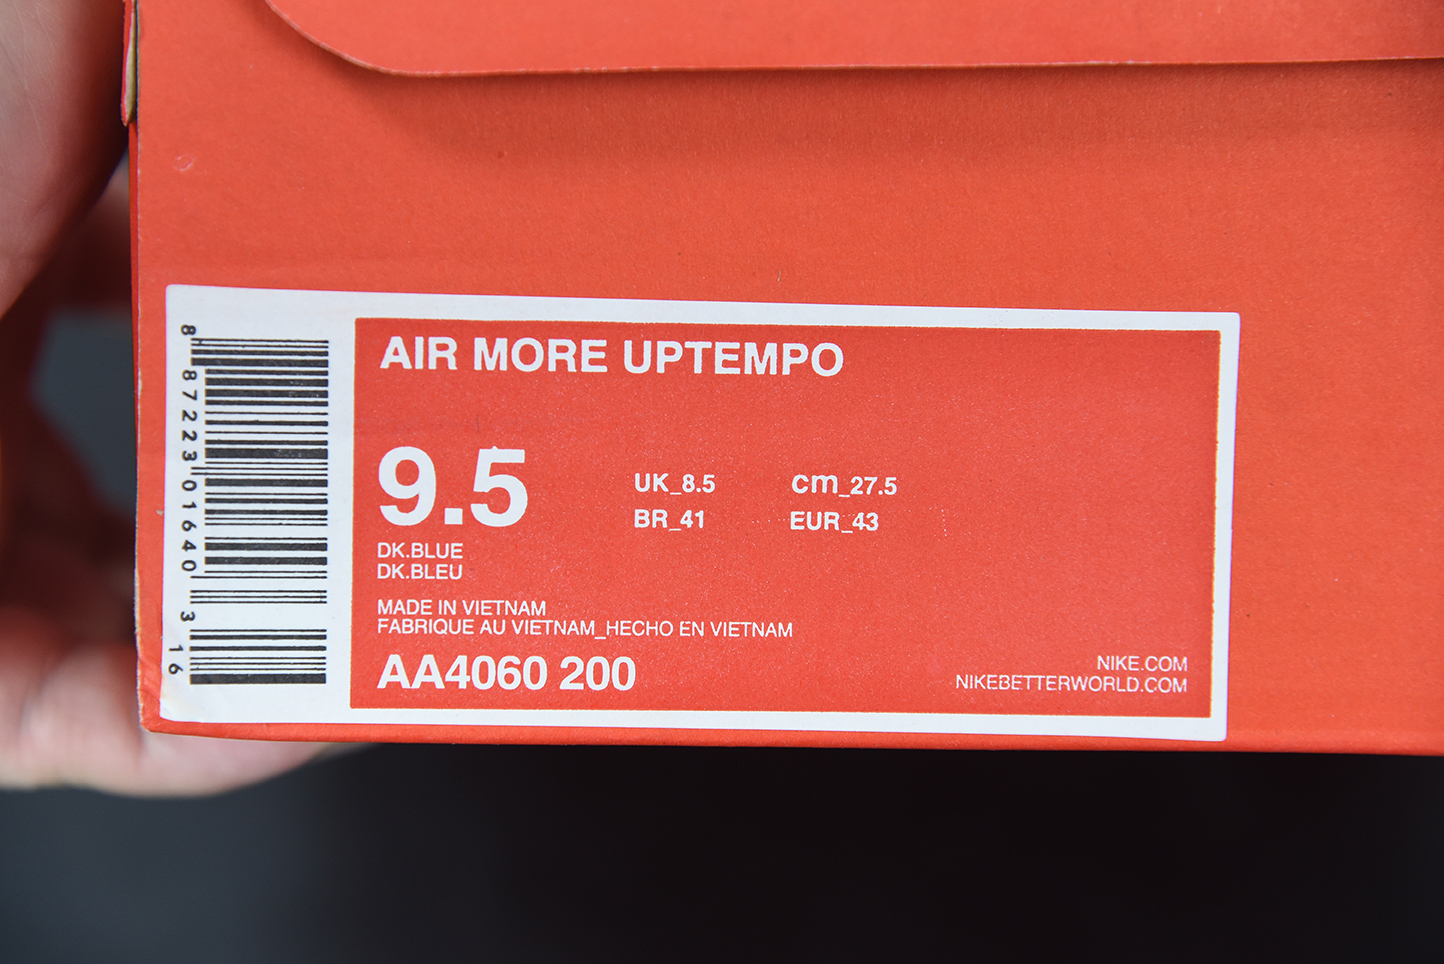 AIR MORE UPTEMPO
9.5
UK_8.5 cm_27.5
BR_41 EUR_43
DK.BLUE
DK.BLEU
MADE IN VIETNAM
FABRIQUE AU VIETNAM_HECHO EN VIETNAM
AA4060 200
NIKE.COM
NIKEBETTERWORLD.COM
8 87223 01640 3 16